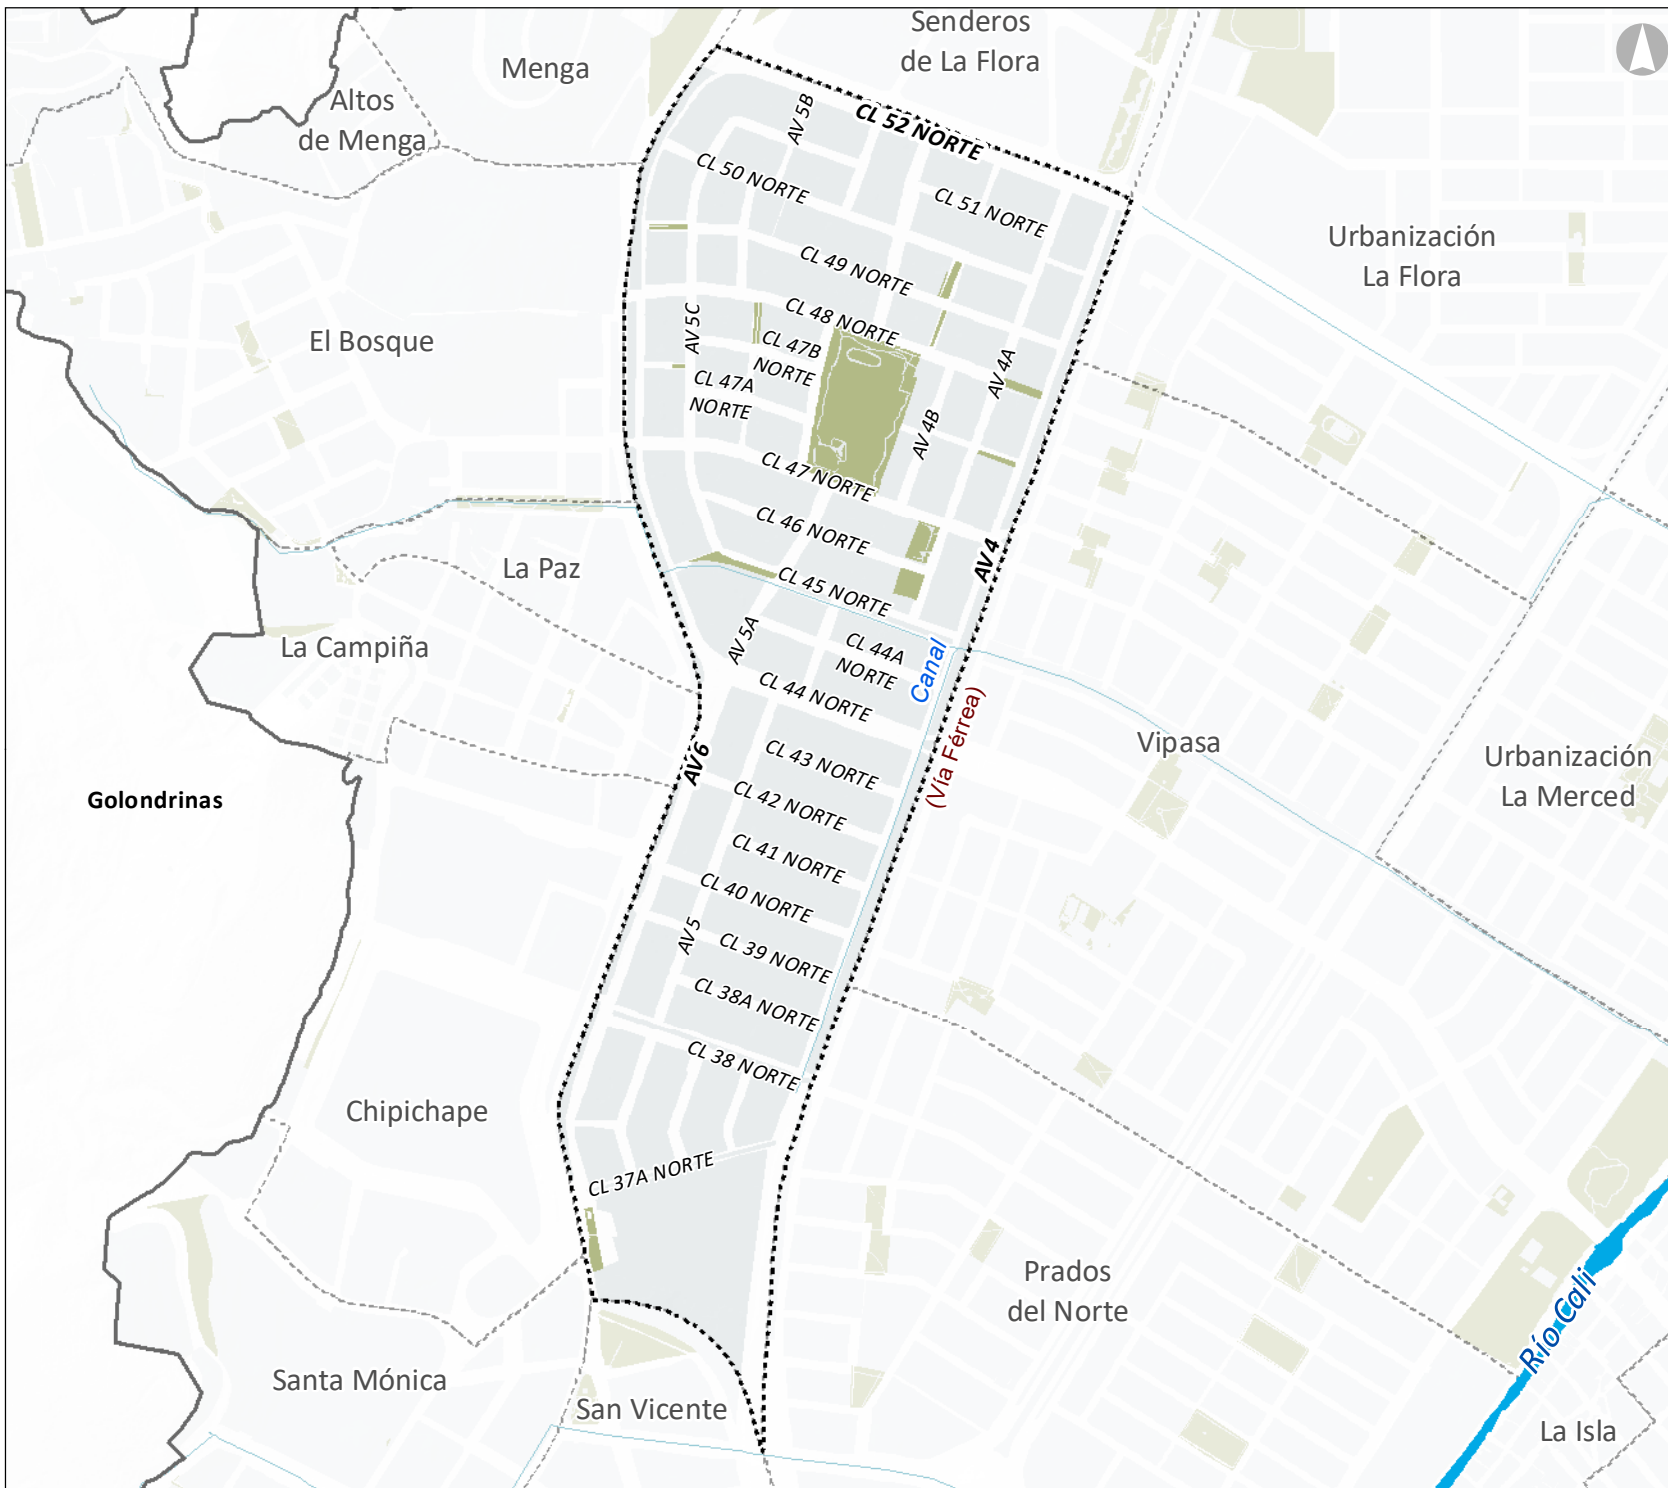 Senderos
de La Flora
Menga
Altos
de Menga
AV 5B
CL 52 NORTE
CL 50 NORTE
CL 51 NORTE
Urbanización
La Flora
CL 49 NORTE
CL 48 NORTE
AV 5C
El Bosque
CL 47B
NORTE
AV 4A
CL 47A
NORTE
AV 4B
CL 47 NORTE
CL 46 NORTE
AV 4
La Paz
CL 45 NORTE
AV 5A
CL 44A
NORTE
La Campiña
Canal
CL 44 NORTE
(Vía Férrea)
Vipasa
AV 6
CL 43 NORTE
Urbanización
La Merced
CL 42 NORTE
Golondrinas
CL 41 NORTE
CL 40 NORTE
AV 5
CL 39 NORTE
CL 38A NORTE
CL 38 NORTE
Chipichape
CL 37A NORTE
Prados
del Norte
Río Cali
Santa Mónica
San Vicente
La Isla